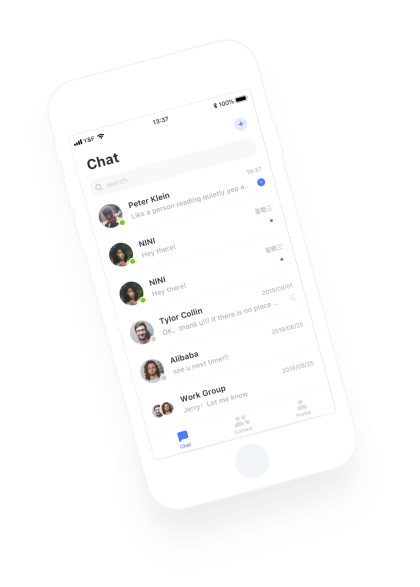 Y&F
13:37
100%
Chat
search
Peter Klein
19:37
Like a person reading quietly.yep a..
NINI
星期三
Hey there!
NINI
星期三
Hey there!
Tylor Collin
2019/09/01
OK，thank u!!! If there is no place ...
Alibaba
2019/08/25
see u next time!!!
Work Group
2019/08/25
Jerry：Let me know
Chat
Contact
Profile